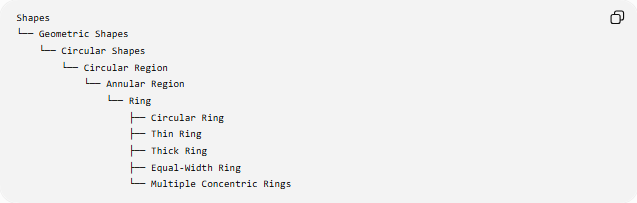 Shapes
└── Geometric Shapes
    └── Circular Shapes
        └── Circular Region
            └── Annular Region
                └── Ring
                    ├── Circular Ring
                    ├── Thin Ring
                    ├── Thick Ring
                    ├── Equal-Width Ring
                    └── Multiple Concentric Rings